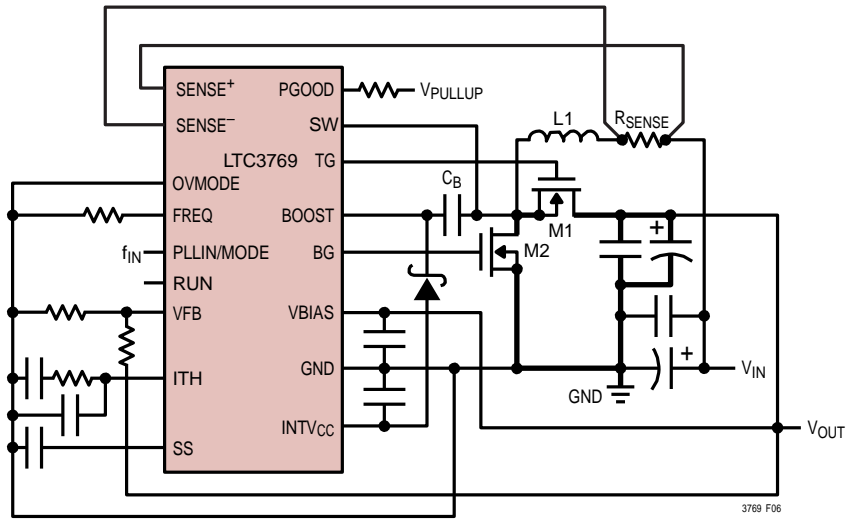 SENSE+
PGOOD
VPULLUP
SENSE–
SW
L1
RSENSE
LTC3769
TG
OVMODE
CB
FREQ
BOOST
+
M1
fIN
PLLIN/MODE
BG
M2
RUN
VFB
VBIAS
+
ITH
GND
VIN
GND
INTVCC
VOUT
SS
3769 F06